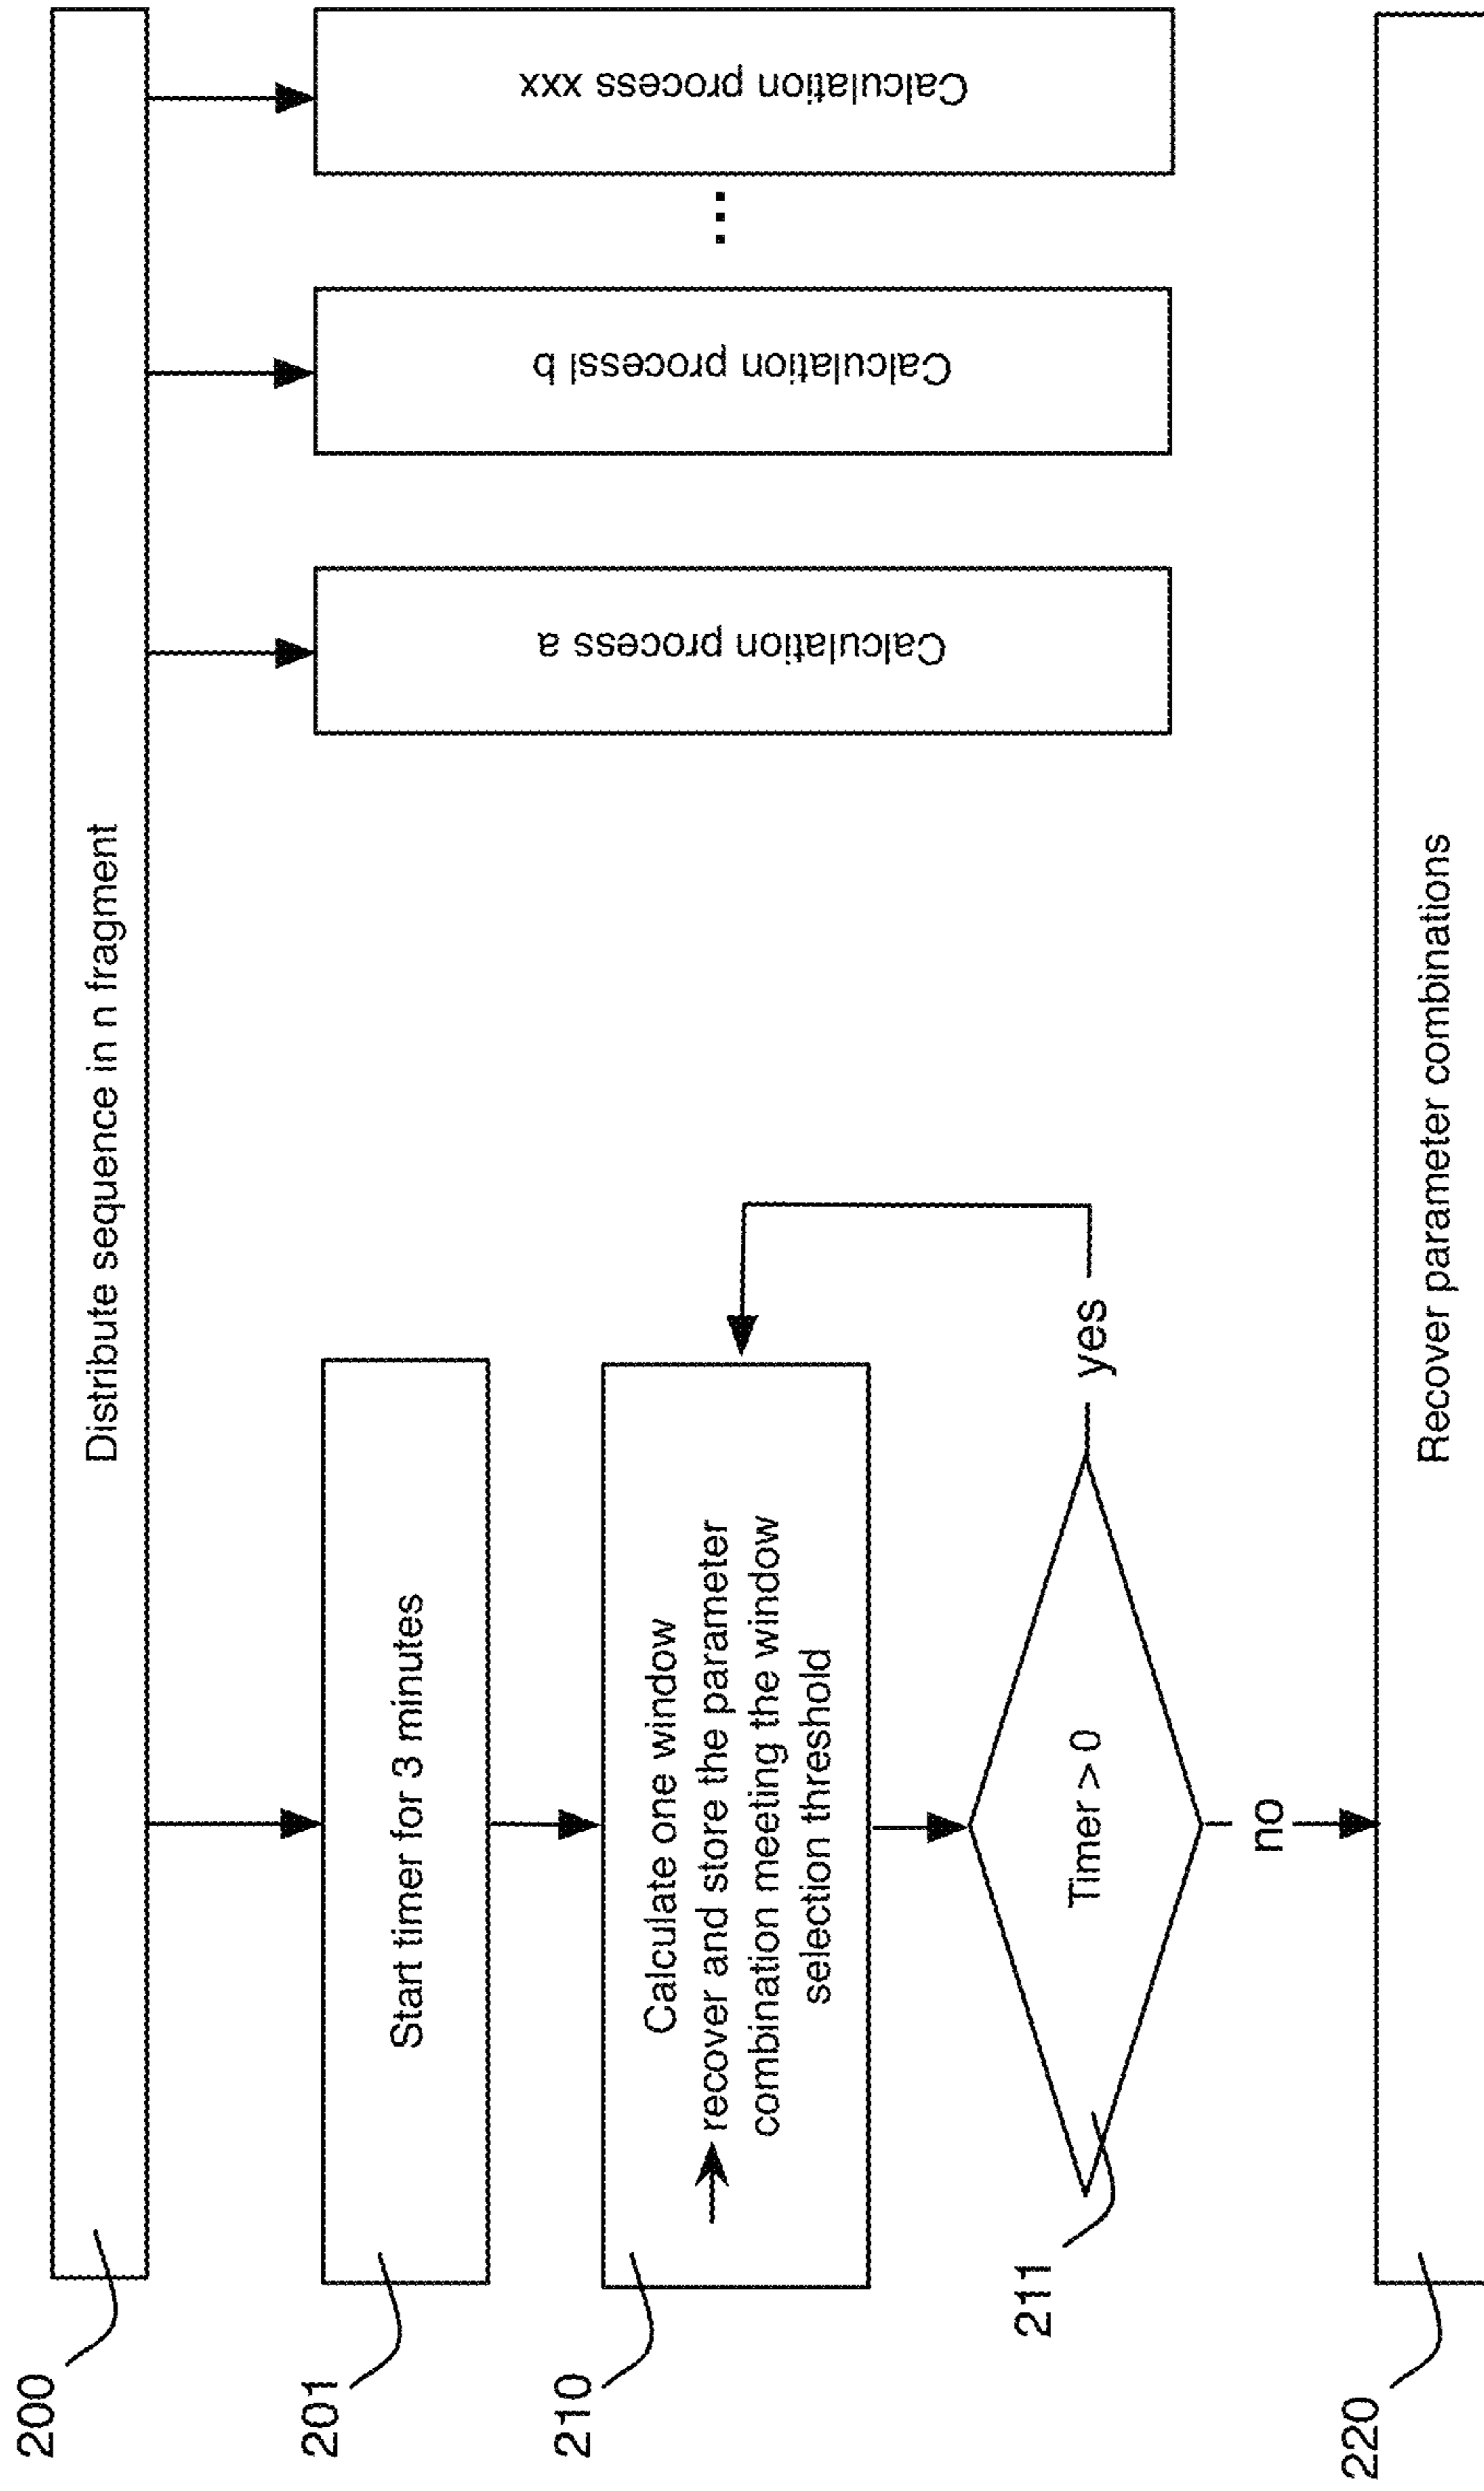 200
Distribute sequence in n fragment
201
Start timer for 3 minutes
210
Calculate one window
→ recover and store the parameter
combination meeting the window
selection threshold
211
Timer > 0
yes
no
Calculation process a
Calculation processl b
...
Calculation process xxx
220
Recover parameter combinations